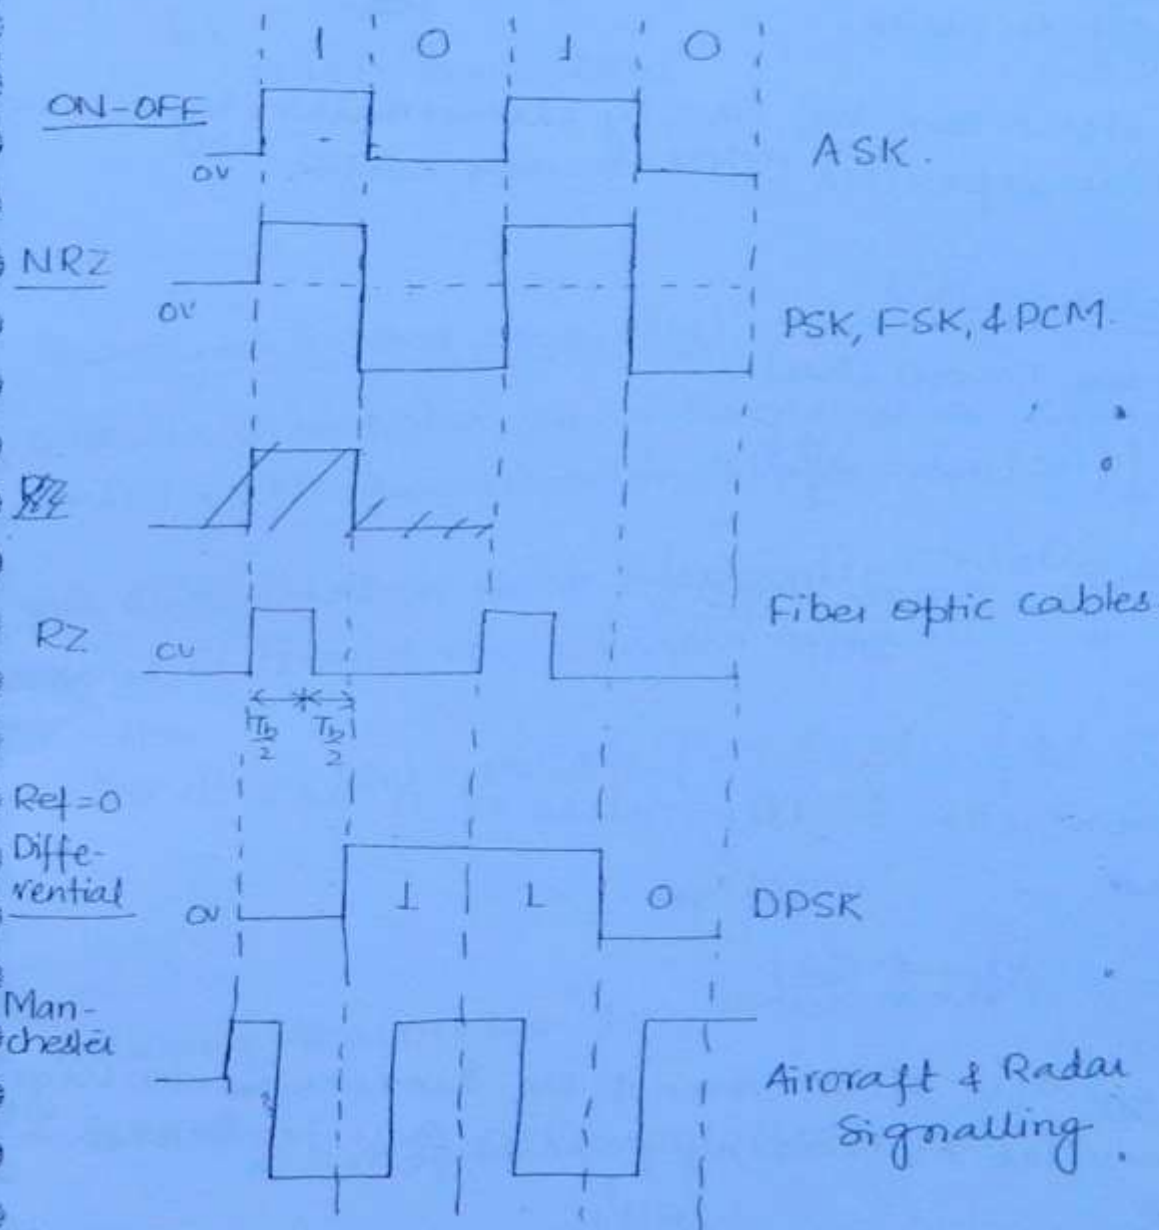 1 0 1 0
ON-OFF
0V
ASK.
NRZ
0V
PSK, FSK, & PCM.
RZ
0V
Fiber optic cables
Tb/2 Tb/2
Ref=0
Diffe-
rential
0V
1 1 0
DPSK
Man-
chester
Aircraft & Radar
Signalling.